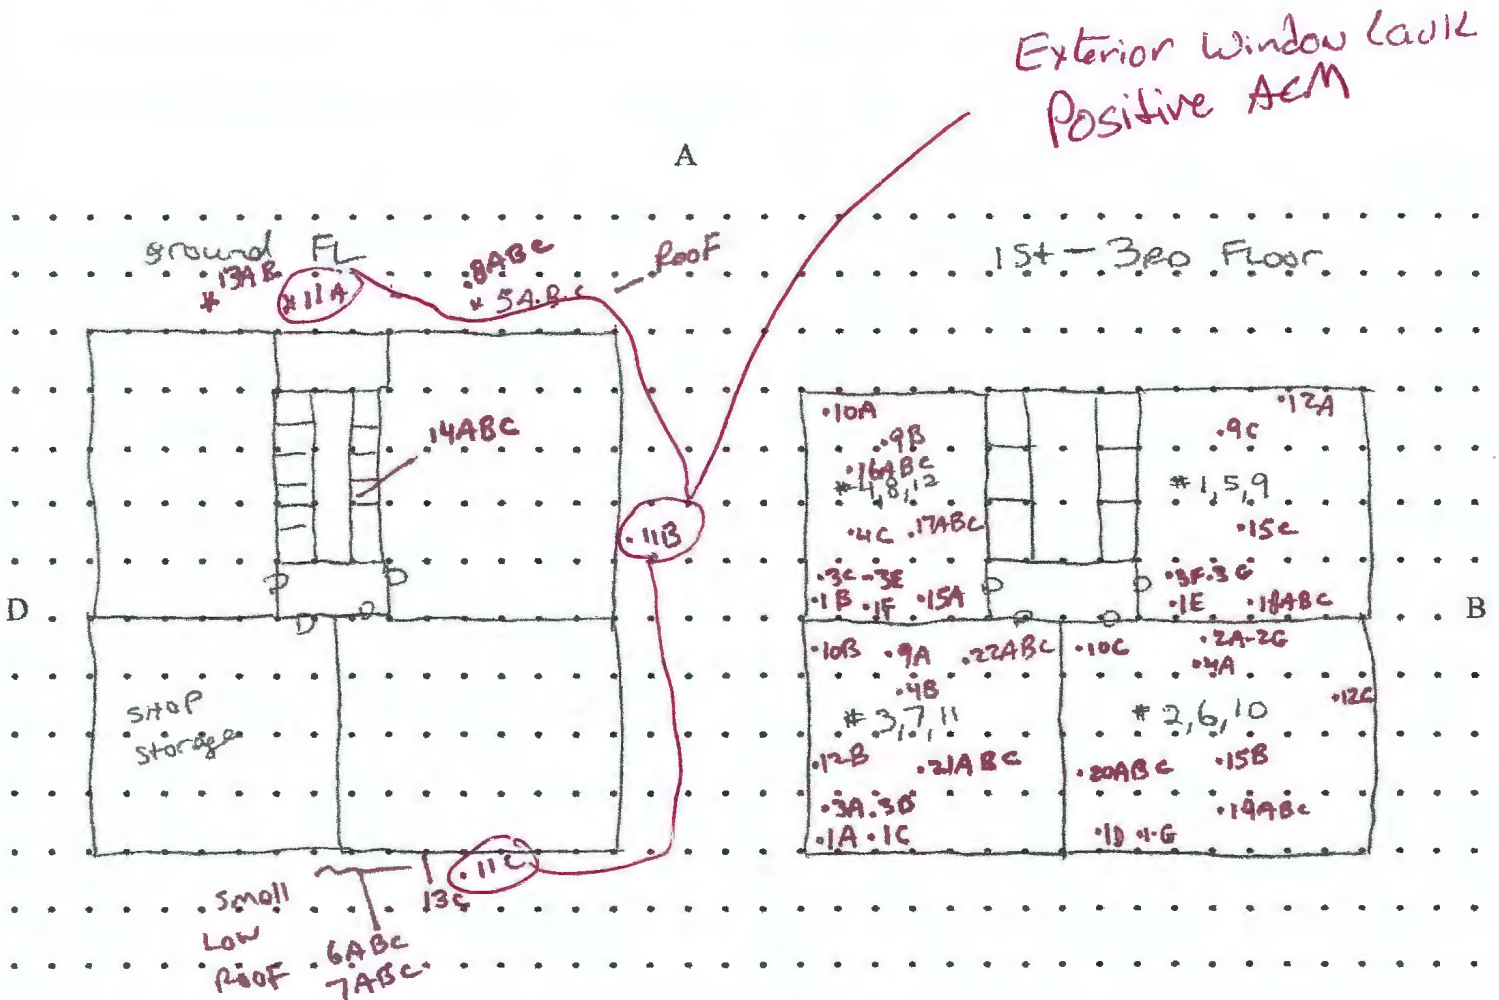 Exterior Window Caulk
Positive ACM
A
ground FL
*13AB
*11A
.8ABC
* 5A.B.C
Roof
1st - 3RD Floor
14ABC
.11B
D
B
Shop
Storage
.11C
13C
Small
Low
Roof
6ABC
7ABC
.10A
.9B
.16ABC
#4,8,12
.4C .17ABC
.3C -3E
.1B .1F .15A
.12A
.9C
#1,5,9
.15C
.3F.3G
.1E .18ABC
.10B .9A .22ABC
.4B
#3,7,11
.12B .21ABC
.3A.3D
.1A .1C
.10C .2A-2G
.4A
.12C
#2,6,10
.20ABC .15B
.19ABC
.1D .1G